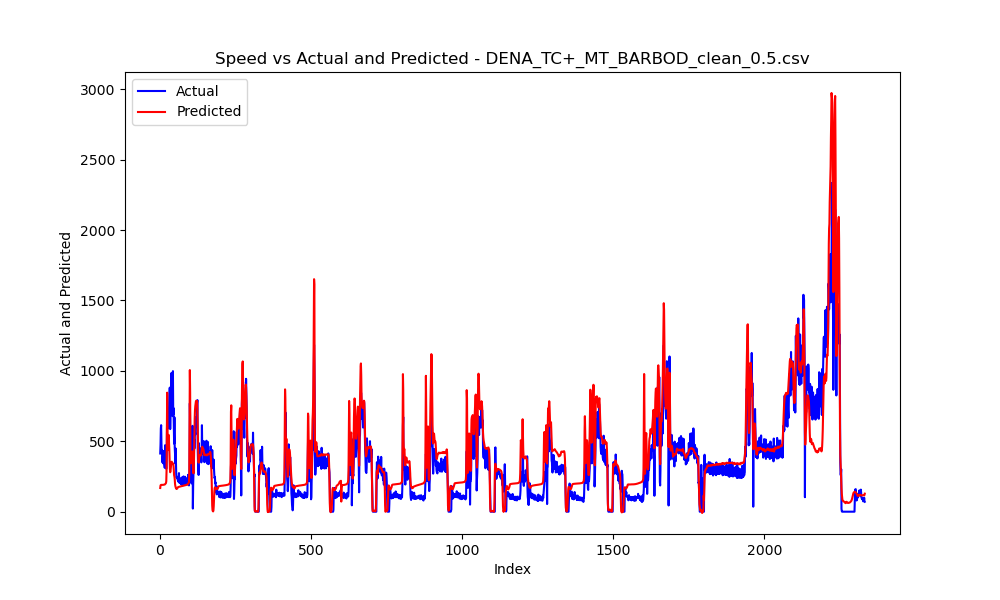 Speed vs Actual and Predicted - DENA_TC+_MT_BARBOD_clean_0.5.csv
Actual
Predicted
3000
2500
2000
1500
1000
500
0
Actual and Predicted
0 500 1000 1500 2000
Index